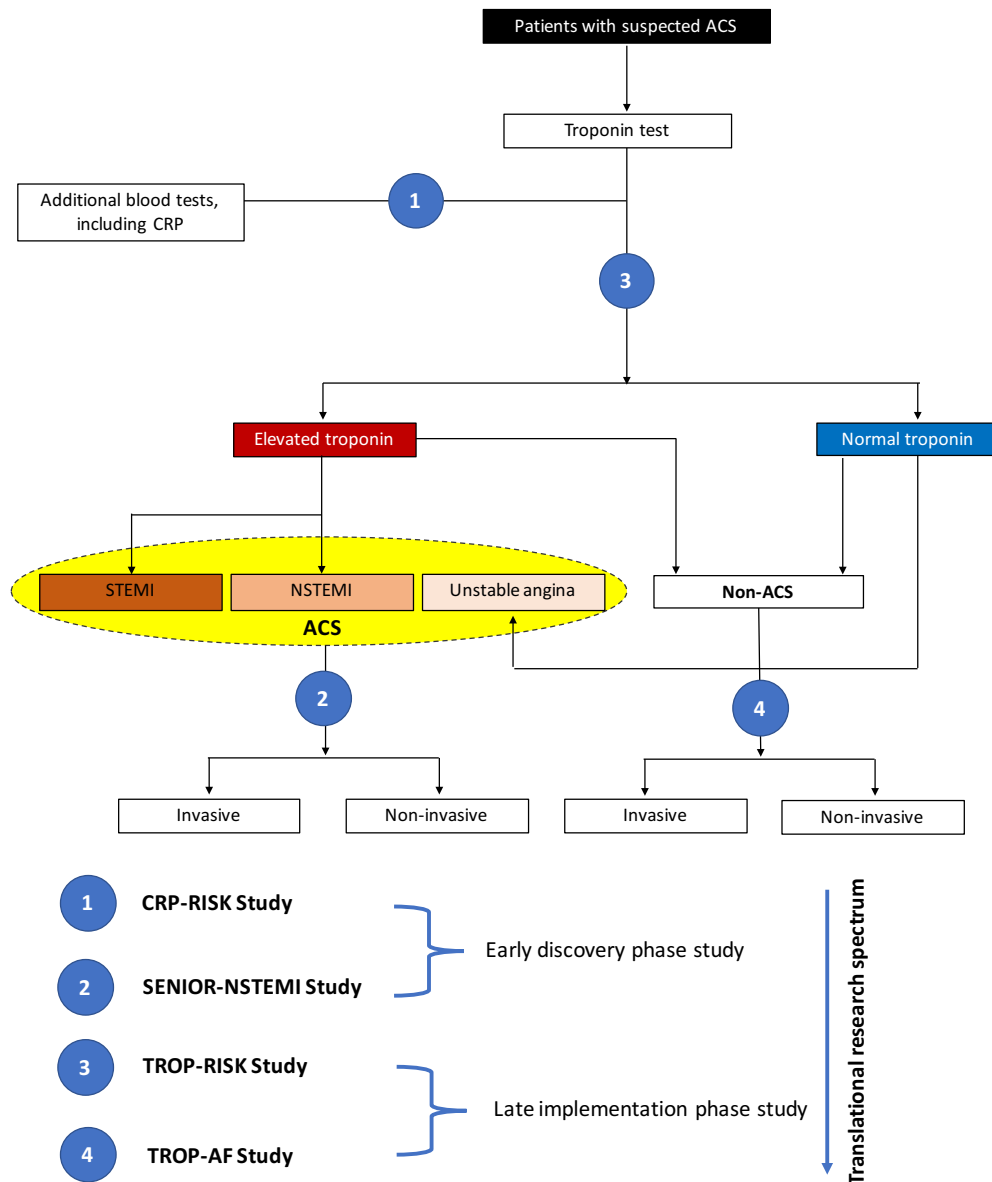 Patients with suspected ACS
Troponin test
Additional blood tests,
including CRP
1
3
Elevated troponin
Normal troponin
STEMI
NSTEMI
Unstable angina
Non-ACS
ACS
2
4
Invasive
Non-invasive
Invasive
Non-invasive
1
CRP-RISK Study
Early discovery phase study
2
SENIOR-NSTEMI Study
3
TROP-RISK Study
Late implementation phase study
4
TROP-AF Study
Translational research spectrum